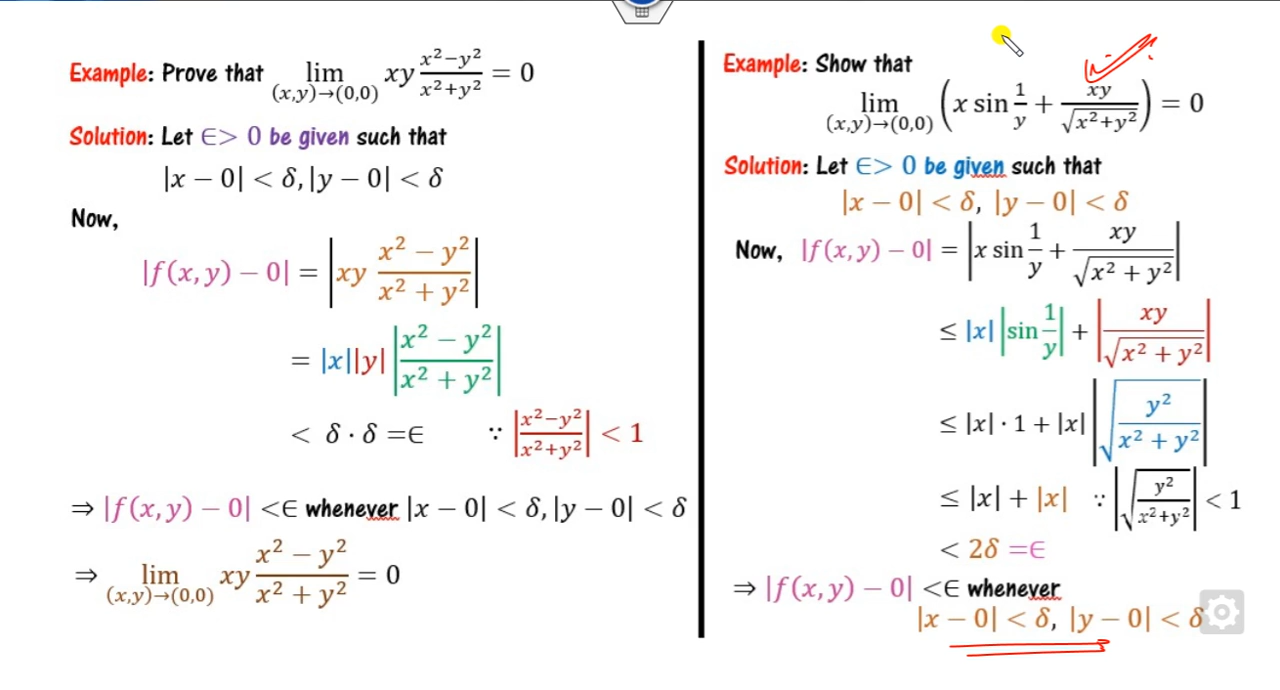 Example: Prove that lim (x,y)→(0,0) xy (x²−y²)/(x²+y²) = 0
Solution: Let ∈> 0 be given such that
|x − 0| < δ, |y − 0| < δ
Now,
|f(x, y) − 0| = |xy (x² − y²)/(x² + y²)|
= |x||y| |(x² − y²)/(x² + y²)|
< δ · δ =∈ ∵ |(x²−y²)/(x²+y²)| < 1
⇒ |f(x, y) − 0| <∈ whenever |x − 0| < δ, |y − 0| < δ
⇒ lim (x,y)→(0,0) xy (x² − y²)/(x² + y²) = 0
Example: Show that
lim (x,y)→(0,0) (x sin 1/y + xy/√(x²+y²)) = 0
Solution: Let ∈> 0 be given such that
|x − 0| < δ, |y − 0| < δ
Now, |f(x, y) − 0| = |x sin 1/y + xy/√(x² + y²)|
≤ |x| |sin 1/y| + |xy/√(x² + y²)|
≤ |x| · 1 + |x| |√(y²/(x² + y²))|
≤ |x| + |x| ∵ |√(y²/(x²+y²))| < 1
< 2δ =∈
⇒ |f(x, y) − 0| <∈ whenever
|x − 0| < δ, |y − 0| < δ